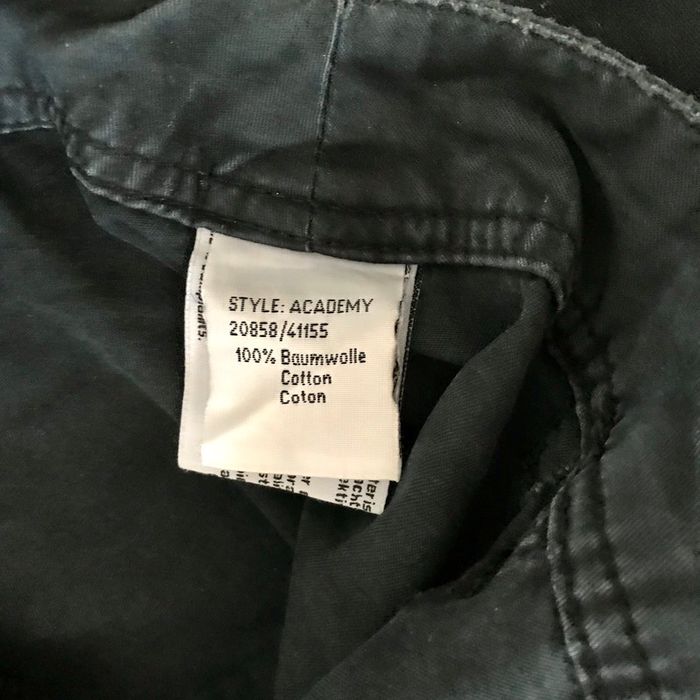 STYLE: ACADEMY
20858/41155
100% Baumwolle
Cotton
Coton